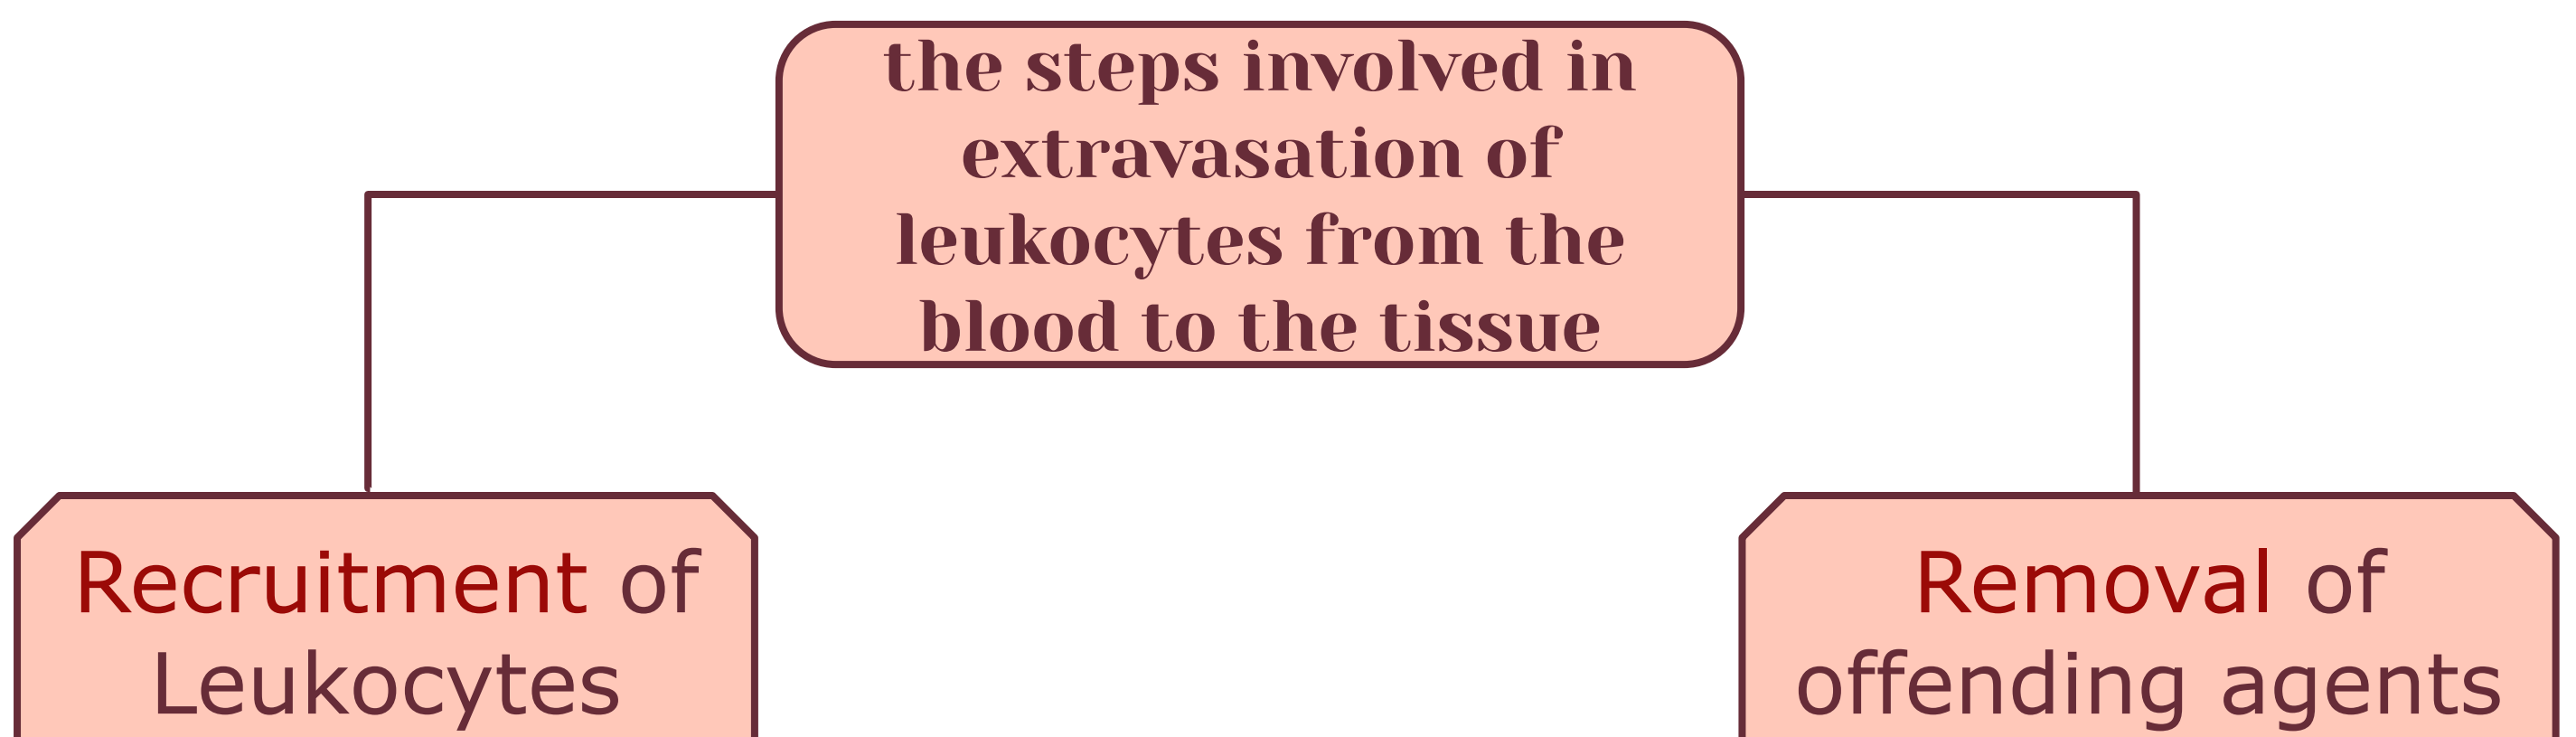 the steps involved in
extravasation of
leukocytes from the
blood to the tissue
Recruitment of
Leukocytes
Removal of
offending agents